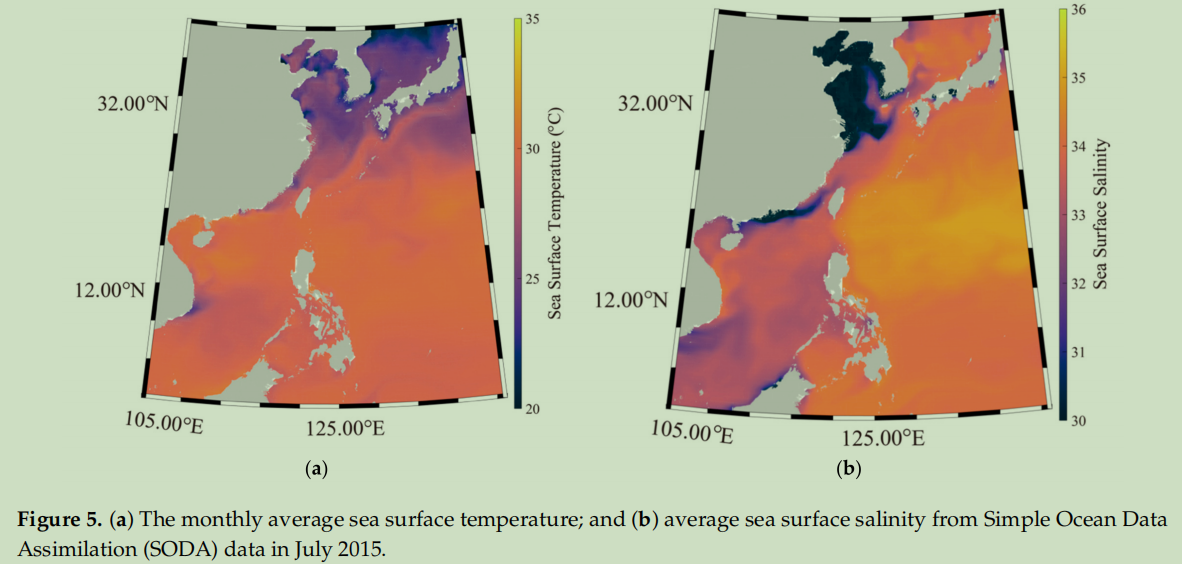 35
30
25
20
Sea Surface Temperature (°C)
32.00°N
12.00°N
105.00°E
125.00°E
(a)
36
35
34
33
32
31
30
Sea Surface Salinity
32.00°N
12.00°N
105.00°E
125.00°E
(b)
Figure 5. (a) The monthly average sea surface temperature; and (b) average sea surface salinity from Simple Ocean Data
Assimilation (SODA) data in July 2015.